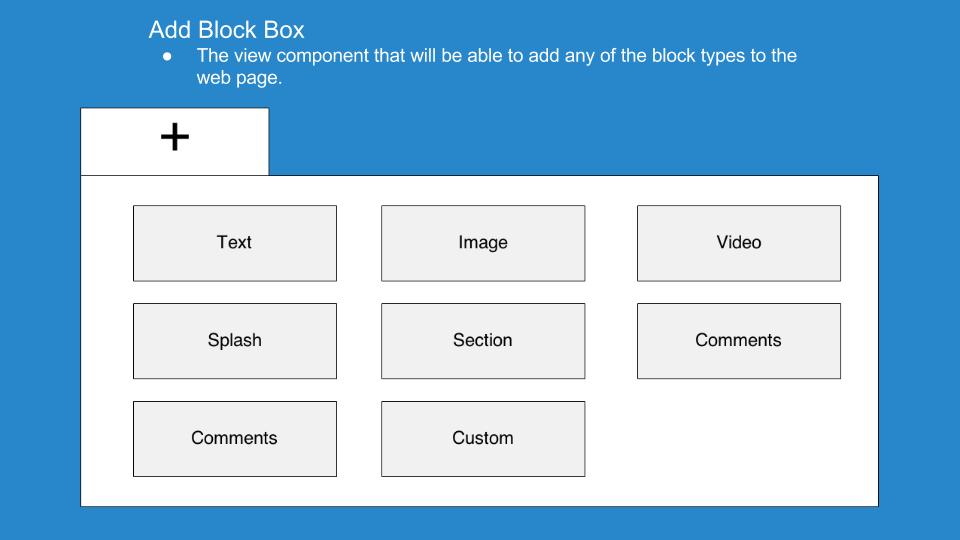 Add Block Box
● The view component that will be able to add any of the block types to the
web page.
+
Text
Image
Video
Splash
Section
Comments
Comments
Custom